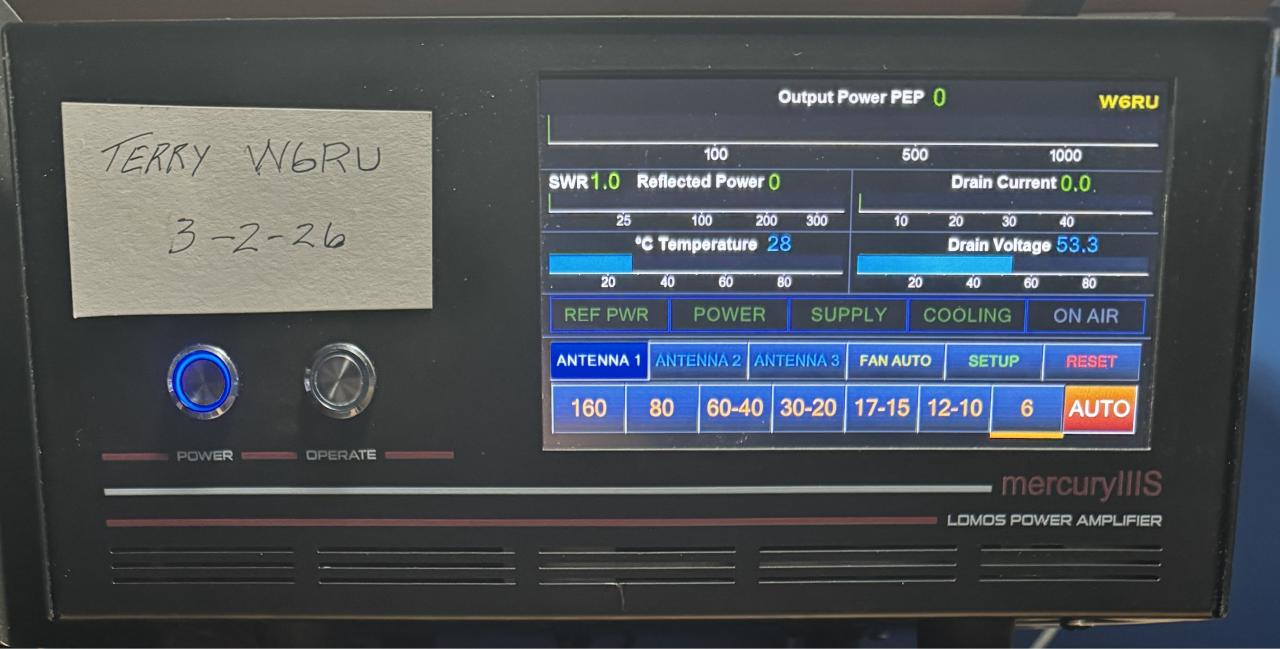 TERRY W6RU
3-2-26
Output Power PEP 0
W6RU
100 500 1000
SWR 1.0 Reflected Power 0
25 100 200 300
Drain Current 0.0
10 20 30 40
°C Temperature 28
20 40 60 80
Drain Voltage 53.3
20 40 60 80
REF PWR POWER SUPPLY COOLING ON AIR
ANTENNA 1 ANTENNA 2 ANTENNA 3 FAN AUTO SETUP RESET
160 80 60-40 30-20 17-15 12-10 6 AUTO
POWER OPERATE
mercuryIIIS
LDMOS POWER AMPLIFIER